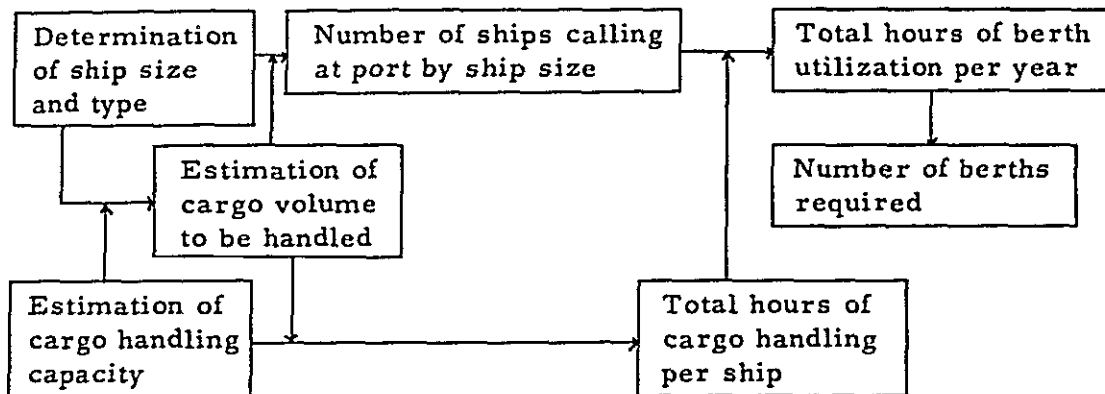 Determination
of ship size
and type
Number of ships calling
at port by ship size
Total hours of berth
utilization per year
Estimation of
cargo volume
to be handled
Number of berths
required
Estimation of
cargo handling
capacity
Total hours of
cargo handling
per ship